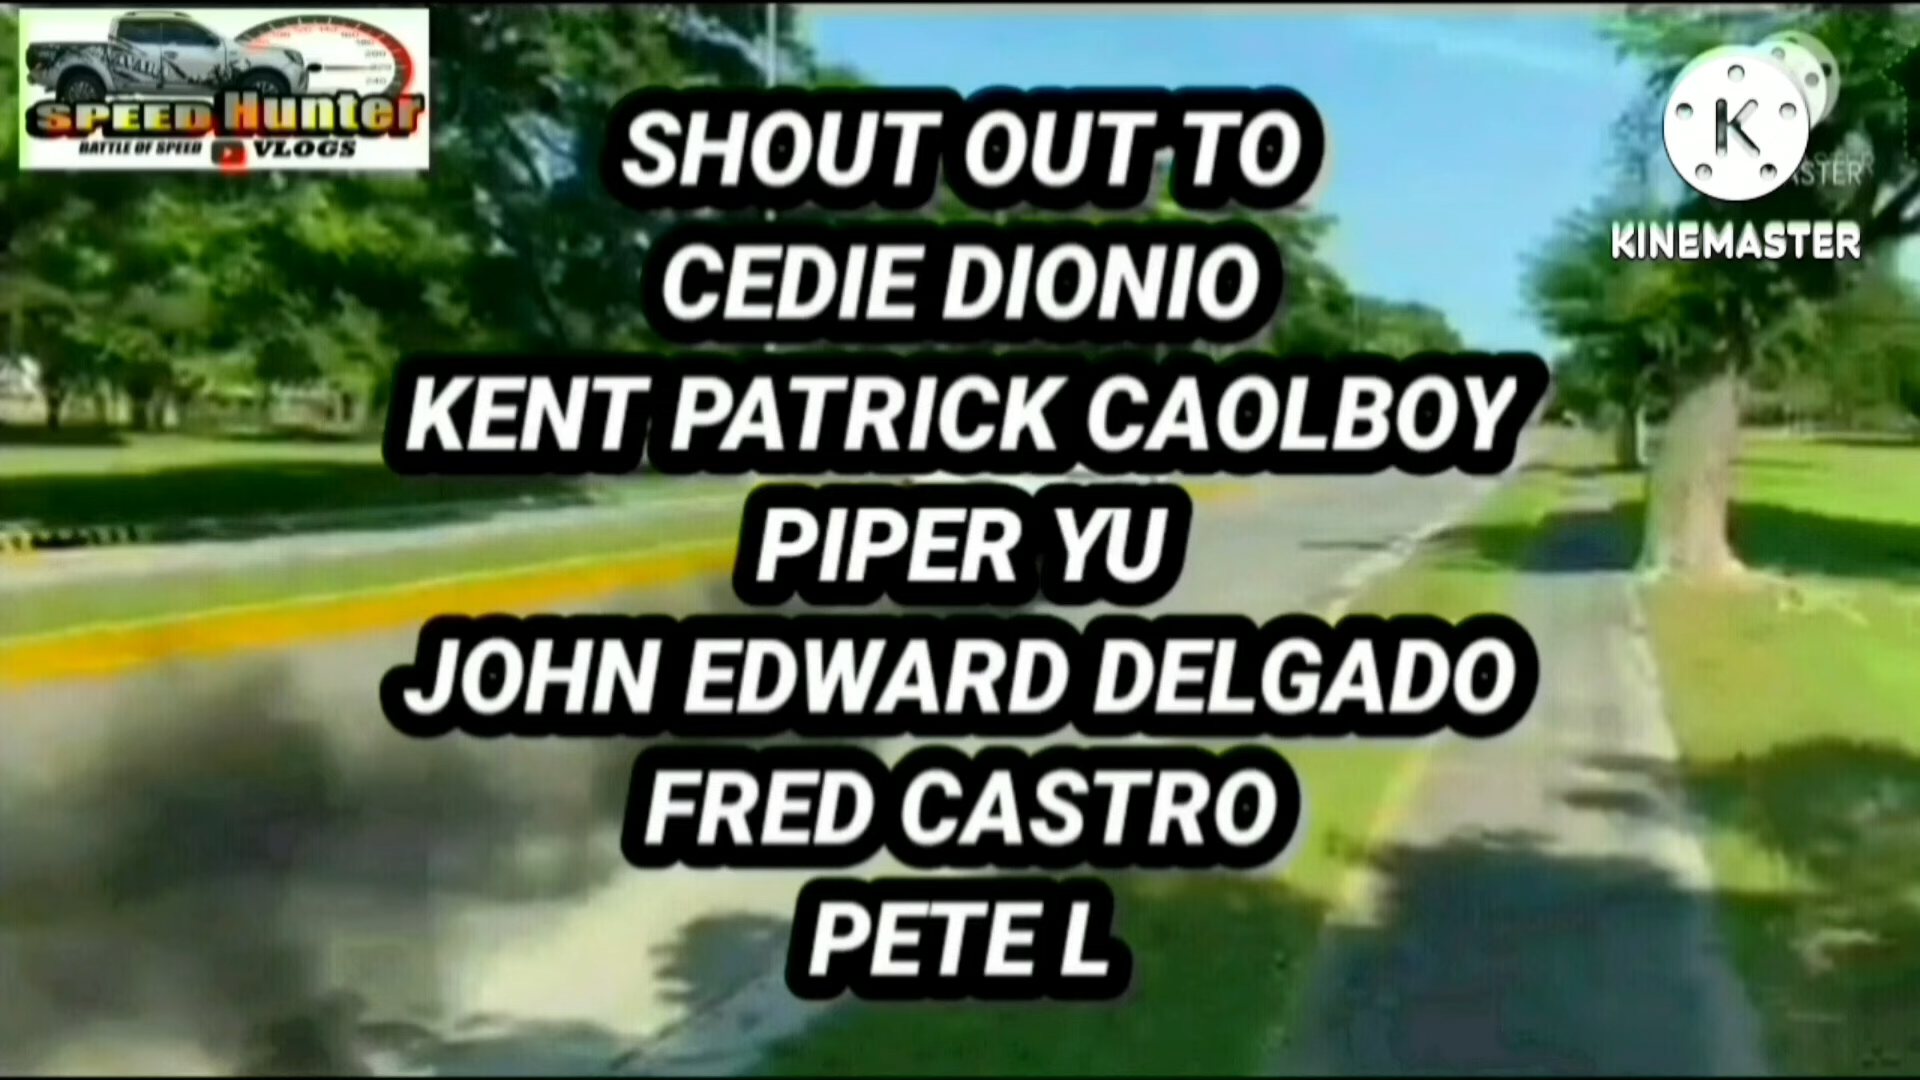 SPEED Hunter
BATTLE OF SPEED VLOGS
SHOUT OUT TO
CEDIE DIONIO
KENT PATRICK CAOLBOY
PIPER YU
JOHN EDWARD DELGADO
FRED CASTRO
PETE L
K
KINEMASTER